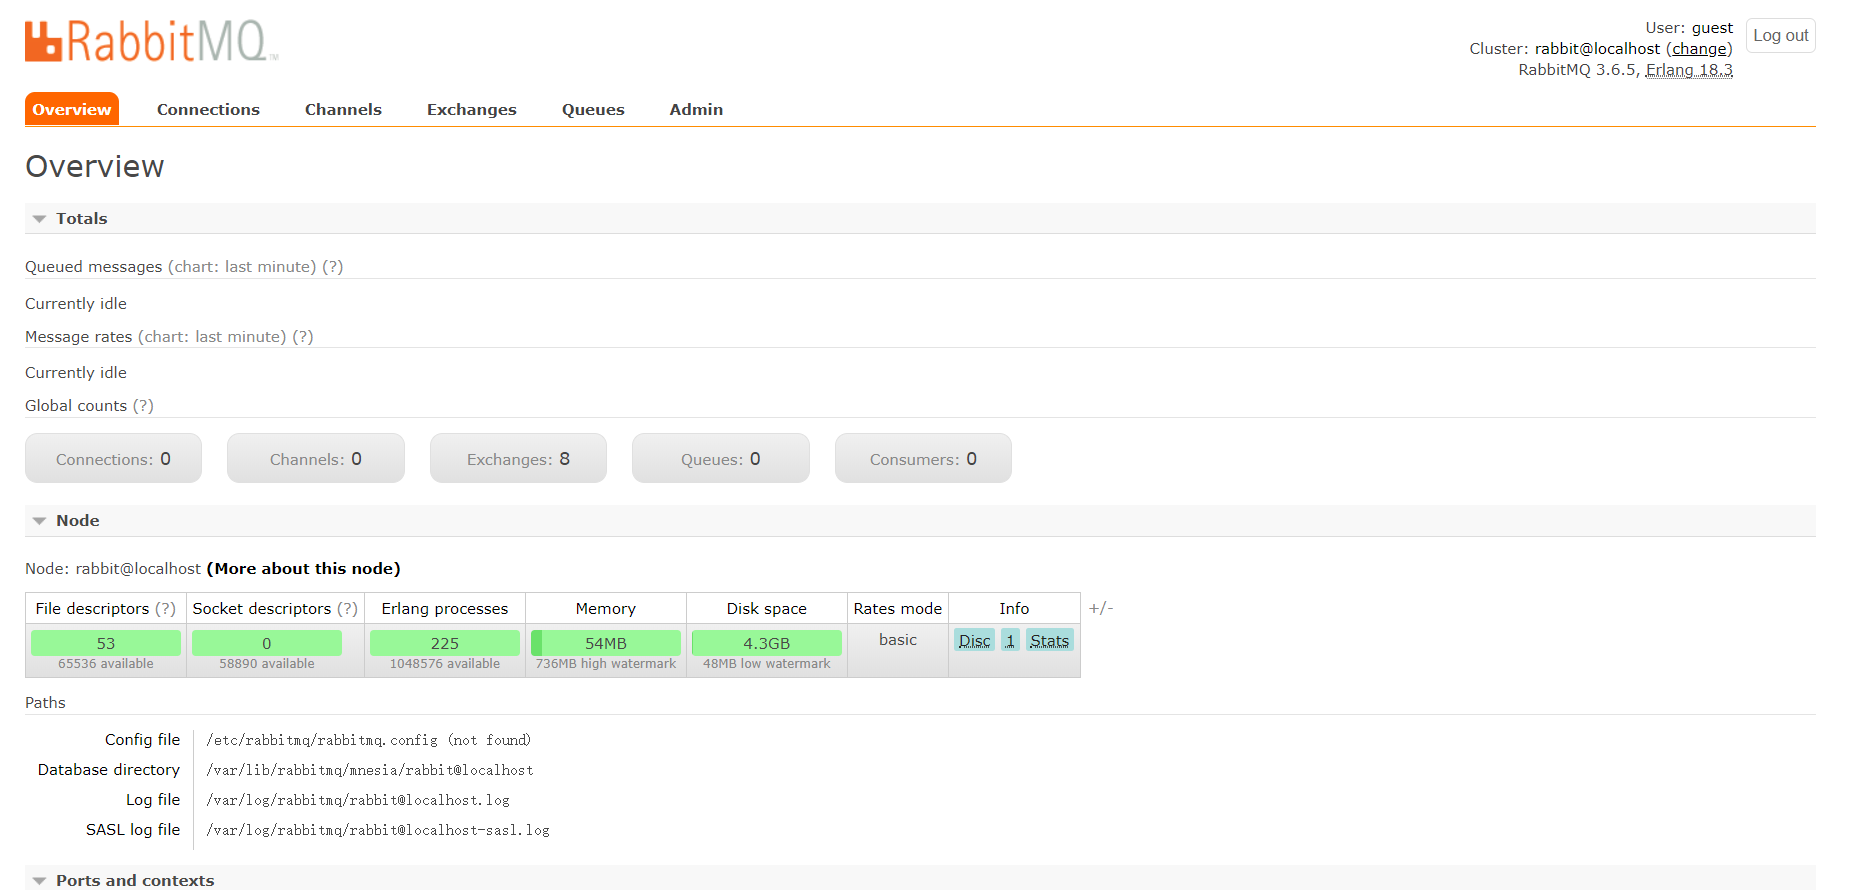 RabbitMQ™
User: guest
Cluster: rabbit@localhost (change)
RabbitMQ 3.6.5, Erlang 18.3
Log out
Overview Connections Channels Exchanges Queues Admin
Overview
Totals
Queued messages (chart: last minute) (?)
Currently idle
Message rates (chart: last minute) (?)
Currently idle
Global counts (?)
Connections: 0 Channels: 0 Exchanges: 8 Queues: 0 Consumers: 0
Node
Node: rabbit@localhost (More about this node)
File descriptors (?) Socket descriptors (?) Erlang processes Memory Disk space Rates mode Info +/-
53 0 225 54MB 4.3GB basic Disc 1 Stats
65536 available 58890 available 1048576 available 736MB high watermark 48MB low watermark
Paths
Config file /etc/rabbitmq/rabbitmq.config (not found)
Database directory /var/lib/rabbitmq/mnesia/rabbit@localhost
Log file /var/log/rabbitmq/rabbit@localhost.log
SASL log file /var/log/rabbitmq/rabbit@localhost-sasl.log
Ports and contexts